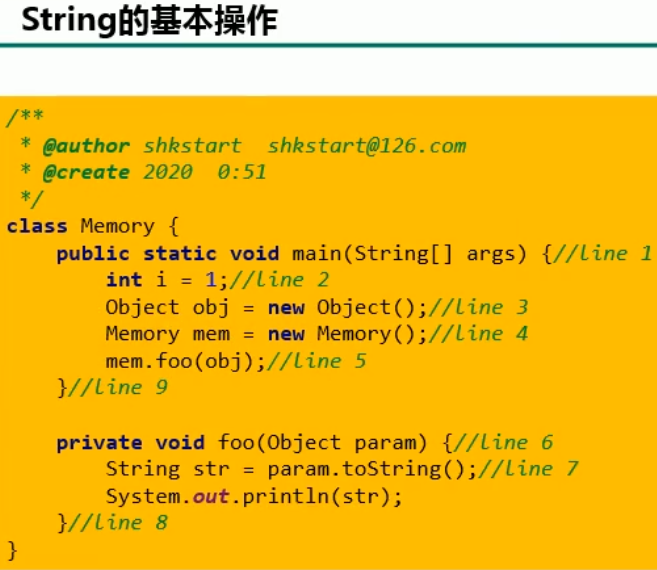 String的基本操作
/**
 * @author shkstart  shkstart@126.com
 * @create 2020  0:51
 */
class Memory {
    public static void main(String[] args) {//line 1
        int i = 1;//line 2
        Object obj = new Object();//line 3
        Memory mem = new Memory();//line 4
        mem.foo(obj);//line 5
    }//line 9

    private void foo(Object param) {//line 6
        String str = param.toString();//line 7
        System.out.println(str);
    }//line 8
}